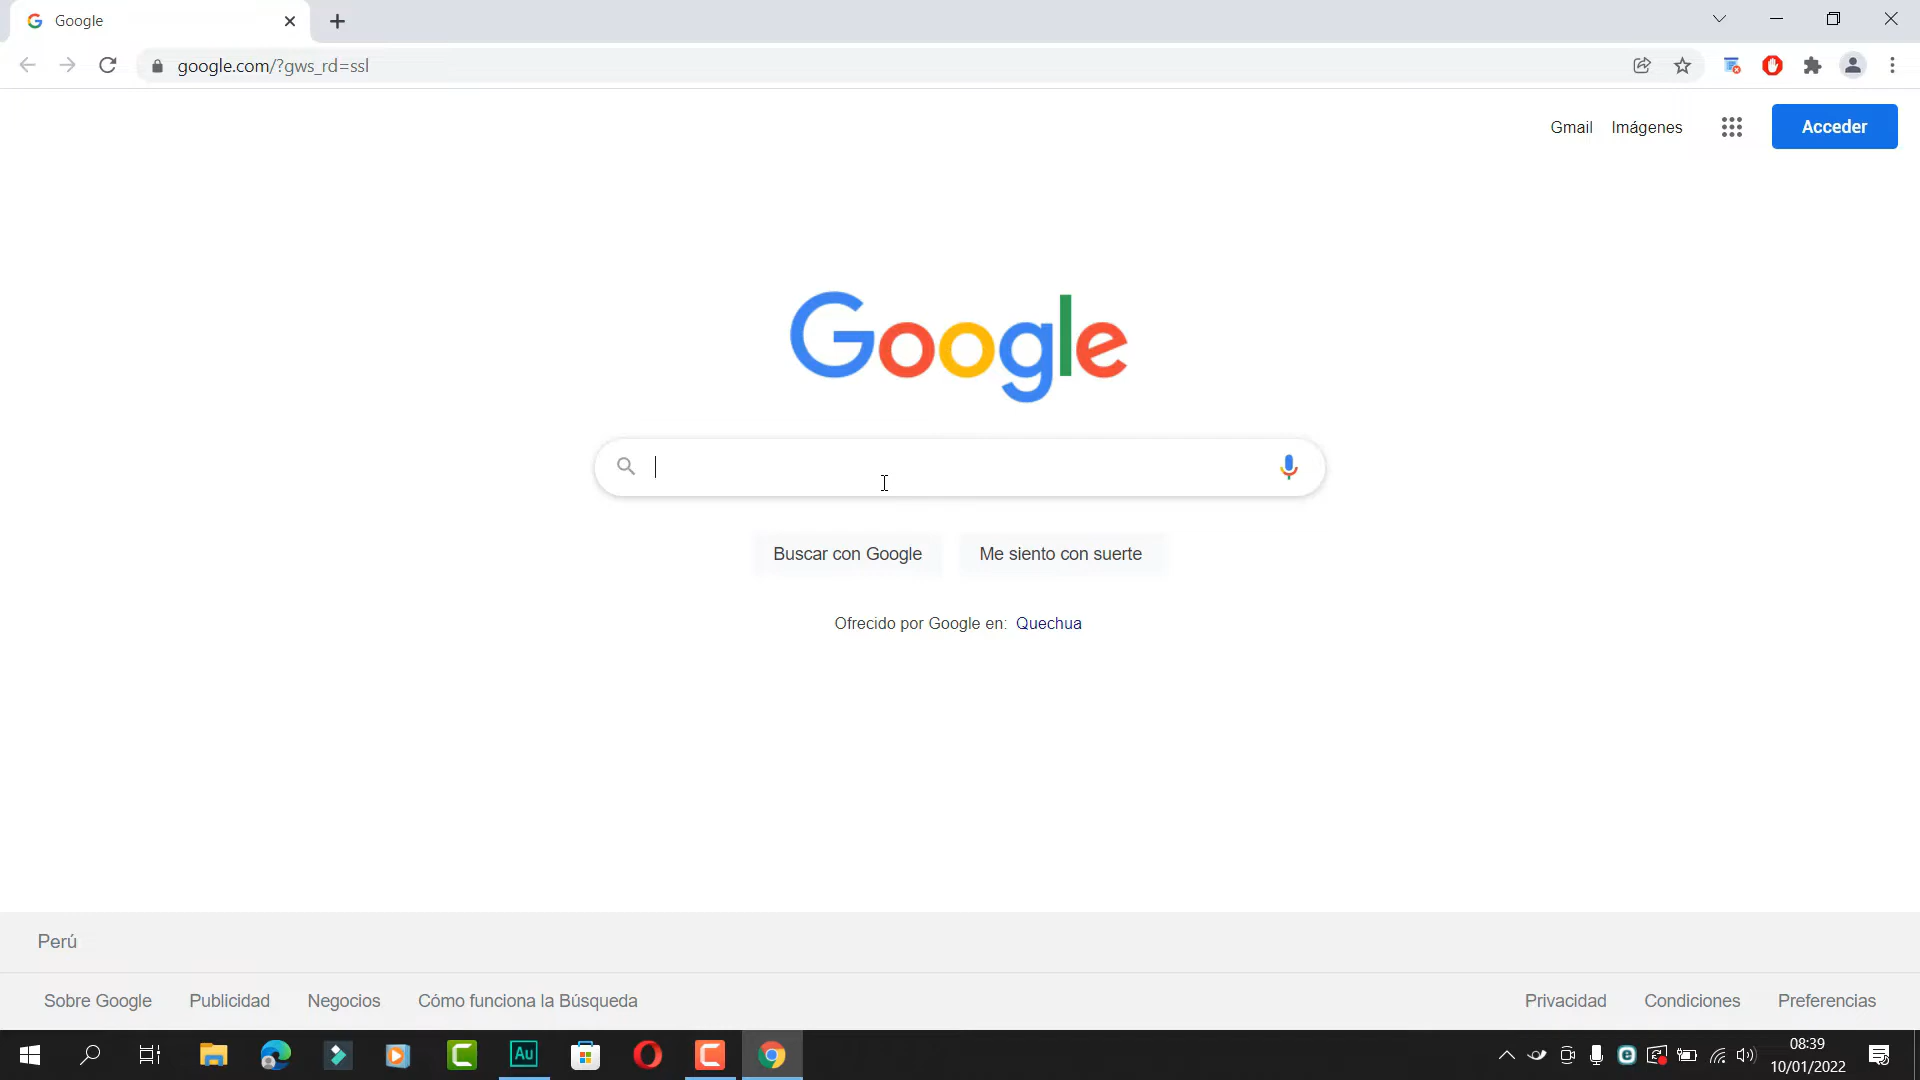 Google
google.com/?gws_rd=ssl
Gmail Imágenes Acceder
Google
Buscar con Google Me siento con suerte
Ofrecido por Google en: Quechua
Perú
Sobre Google Publicidad Negocios Cómo funciona la Búsqueda Privacidad Condiciones Preferencias
Au
08:39
10/01/2022